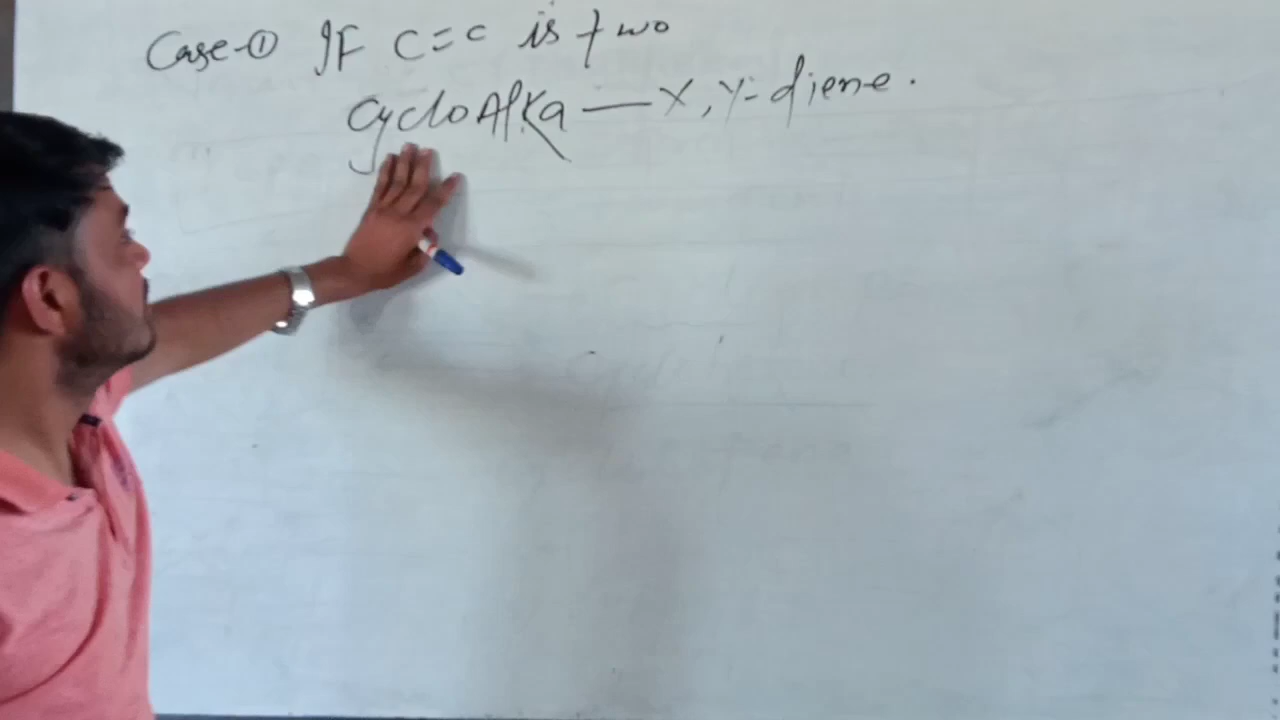 Case-① IF C=C is two
CycloAlka — X, Y-diene.